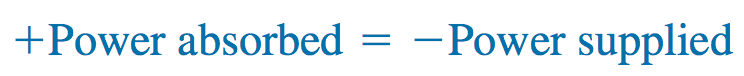 +Power absorbed = −Power supplied